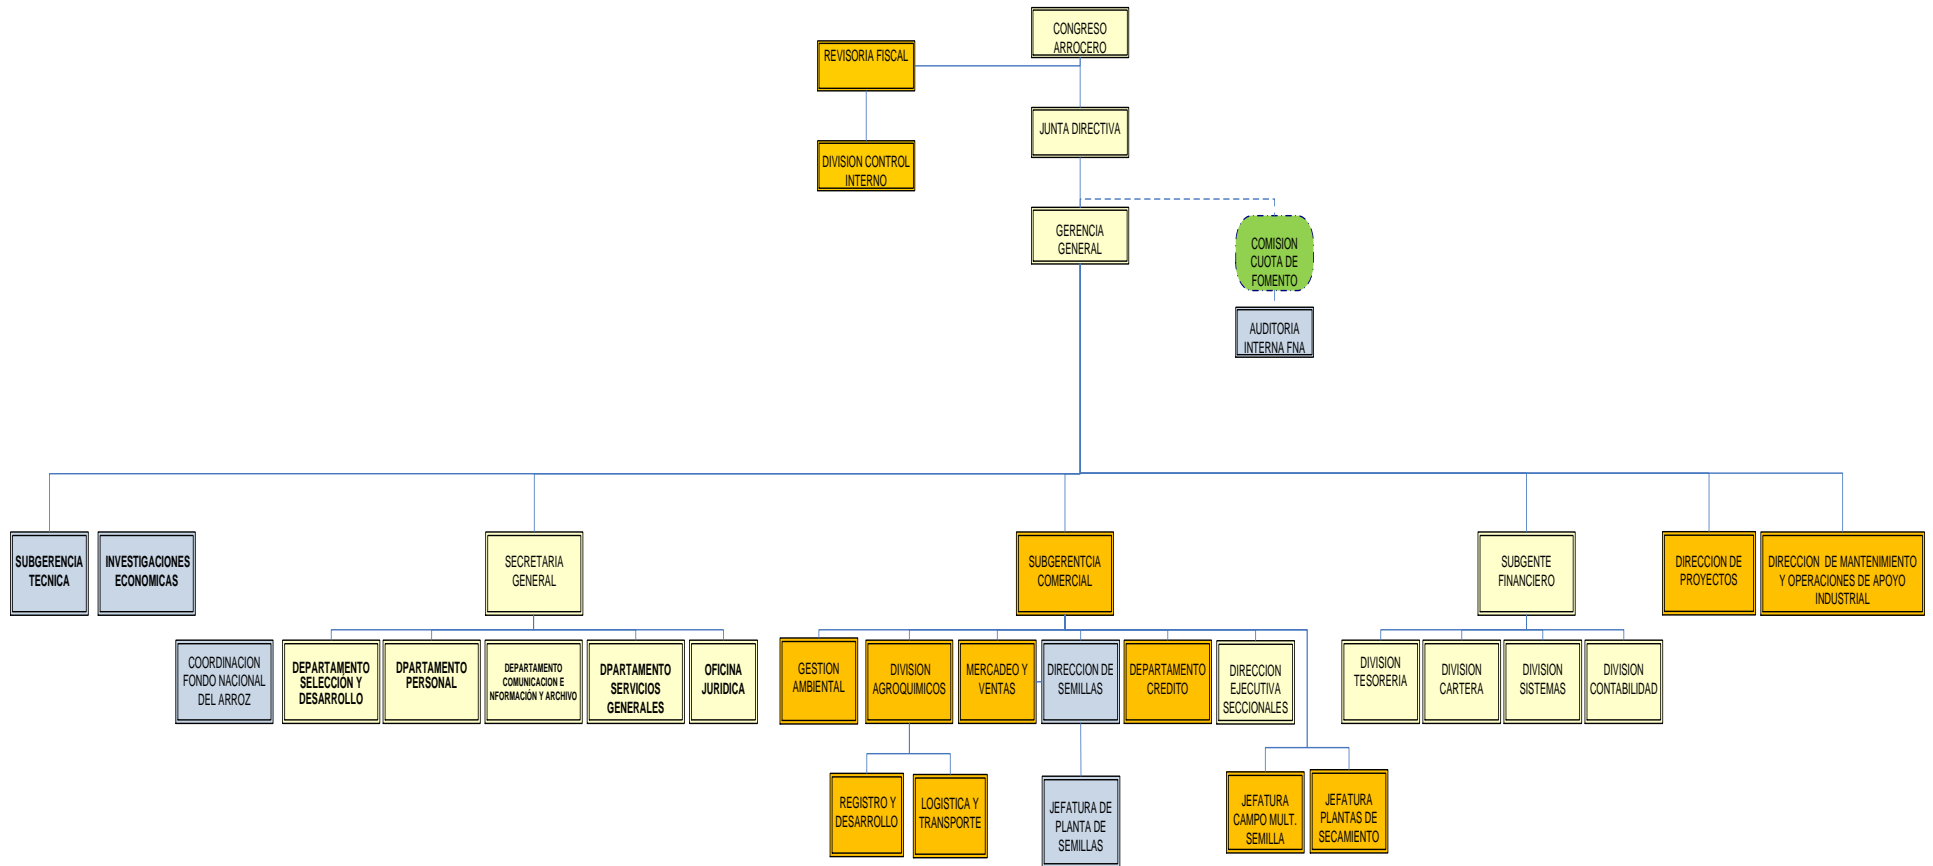 CONGRESO
ARROCERO
REVISORIA FISCAL
JUNTA DIRECTIVA
DIVISION CONTROL
INTERNO
GERENCIA
GENERAL
COMISION
CUOTA DE
FOMENTO
AUDITORIA
INTERNA FNA
SUBGERENCIA
TECNICA
INVESTIGACIONES
ECONOMICAS
SECRETARIA
GENERAL
SUBGERENTCIA
COMERCIAL
SUBGENTE
FINANCIERO
DIRECCION DE
PROYECTOS
DIRECCION DE MANTENIMIENTO
Y OPERACIONES DE APOYO
INDUSTRIAL
COORDINACION
FONDO NACIONAL
DEL ARROZ
DEPARTAMENTO
SELECCIÓN Y
DESARROLLO
DPARTAMENTO
PERSONAL
DEPARTAMENTO
COMUNICACION E
NFORMACIÓN Y ARCHIVO
DPARTAMENTO
SERVICIOS
GENERALES
OFICINA
JURIDICA
GESTION
AMBIENTAL
DIVISION
AGROQUIMICOS
MERCADEO Y
VENTAS
DIRECCION DE
SEMILLAS
DEPARTAMENTO
CREDITO
DIRECCION
EJECUTIVA
SECCIONALES
DIVISION
TESORERIA
DIVISION
CARTERA
DIVISION
SISTEMAS
DIVISION
CONTABILIDAD
REGISTRO Y
DESARROLLO
LOGISTICA Y
TRANSPORTE
JEFATURA DE
PLANTA DE
SEMILLAS
JEFATURA
CAMPO MULT.
SEMILLA
JEFATURA
PLANTAS DE
SECAMIENTO